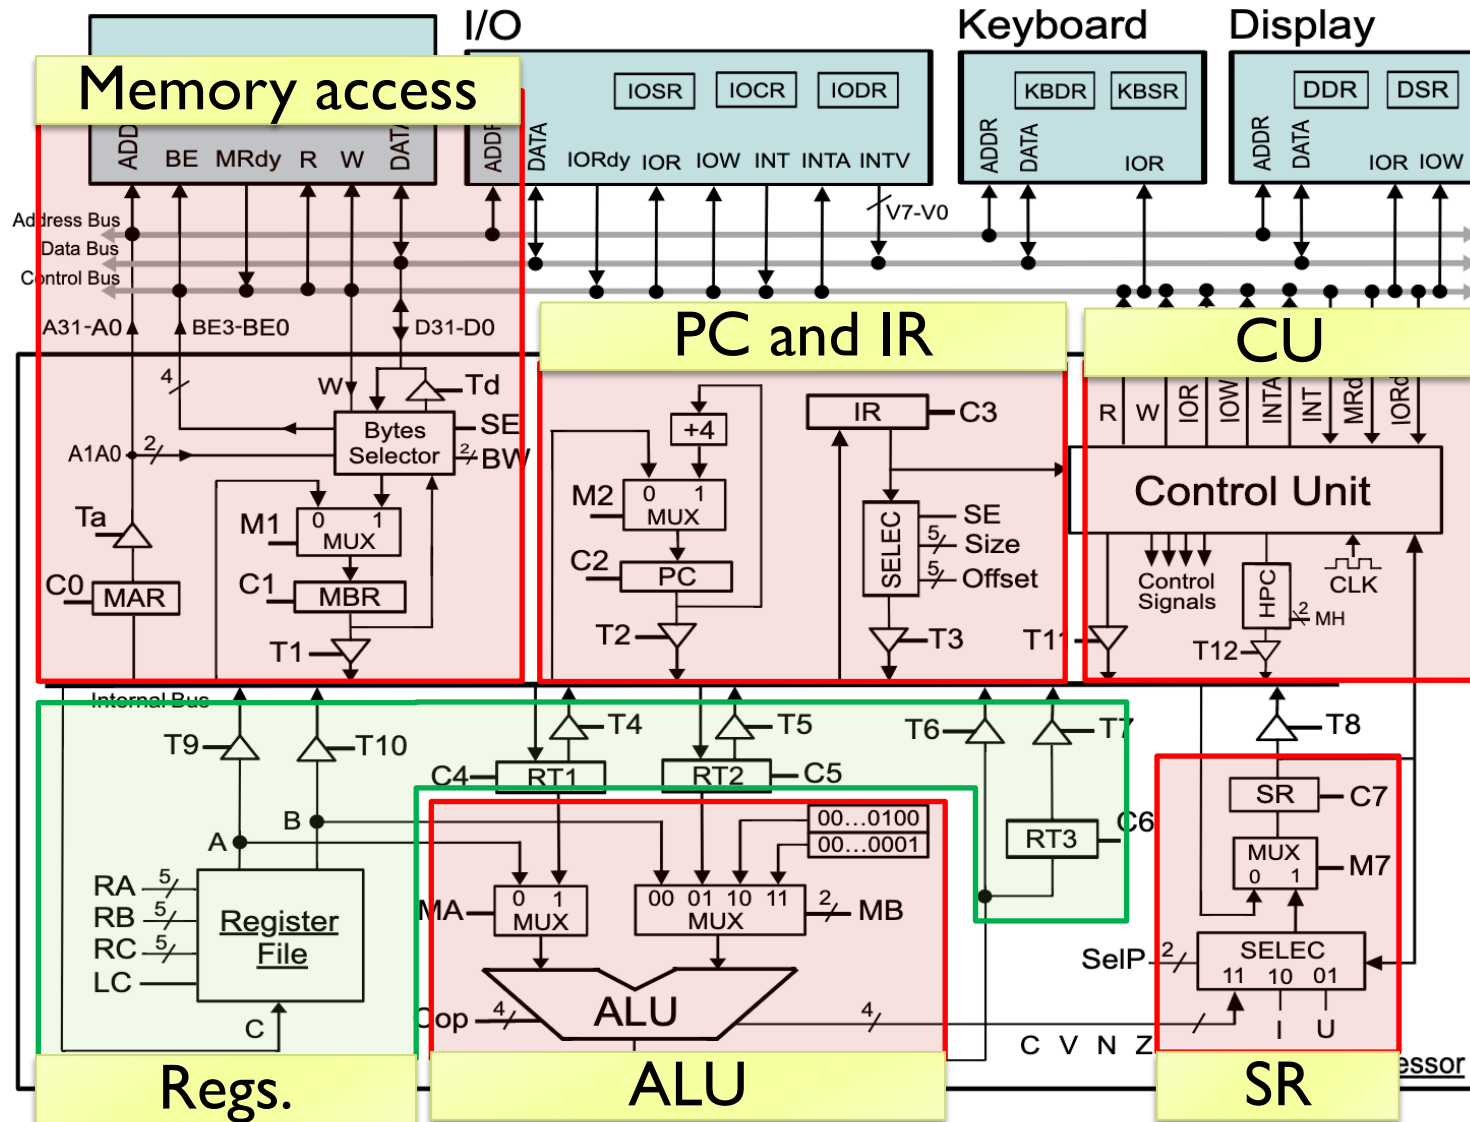 I/O
Keyboard
Display
Memory access
IOSR
IOCR
IODR
KBDR
KBSR
DDR
DSR
BE
MRdy
R
W
DATA
ADDR
DATA
IORdy
IOR
IOW
INT
INTA
INTV
ADDR
DATA
IOR
ADDR
DATA
IOR
IOW
V7-V0
Address Bus
Data Bus
Control Bus
A31-A0
BE3-BE0
D31-D0
PC and IR
CU
4
W
Td
SE
Bytes
Selector
2
BW
A1A0
2
Ta
M1
0
1
MUX
C0
MAR
C1
MBR
T1
+4
M2
0
1
MUX
C2
PC
T2
IR
C3
SELEC
SE
5
Size
5
Offset
T3
R
W
IOR
IOW
INTA
INT
MRd
IORd
Control Unit
Control
Signals
HPC
2
MH
CLK
T11
T12
Internal Bus
T9
T10
T4
T5
T6
T7
T8
C4
RT1
RT2
C5
RT3
C6
SR
C7
MUX
0
1
M7
A
B
00...0100
00...0001
RA
5
RB
5
RC
5
LC
Register
File
C
MA
0
1
MUX
00
01
10
11
MUX
2
MB
ALU
Cop
4
4
C V N Z
SelP
2
SELEC
11
10
01
I
U
Regs.
ALU
SR
essor